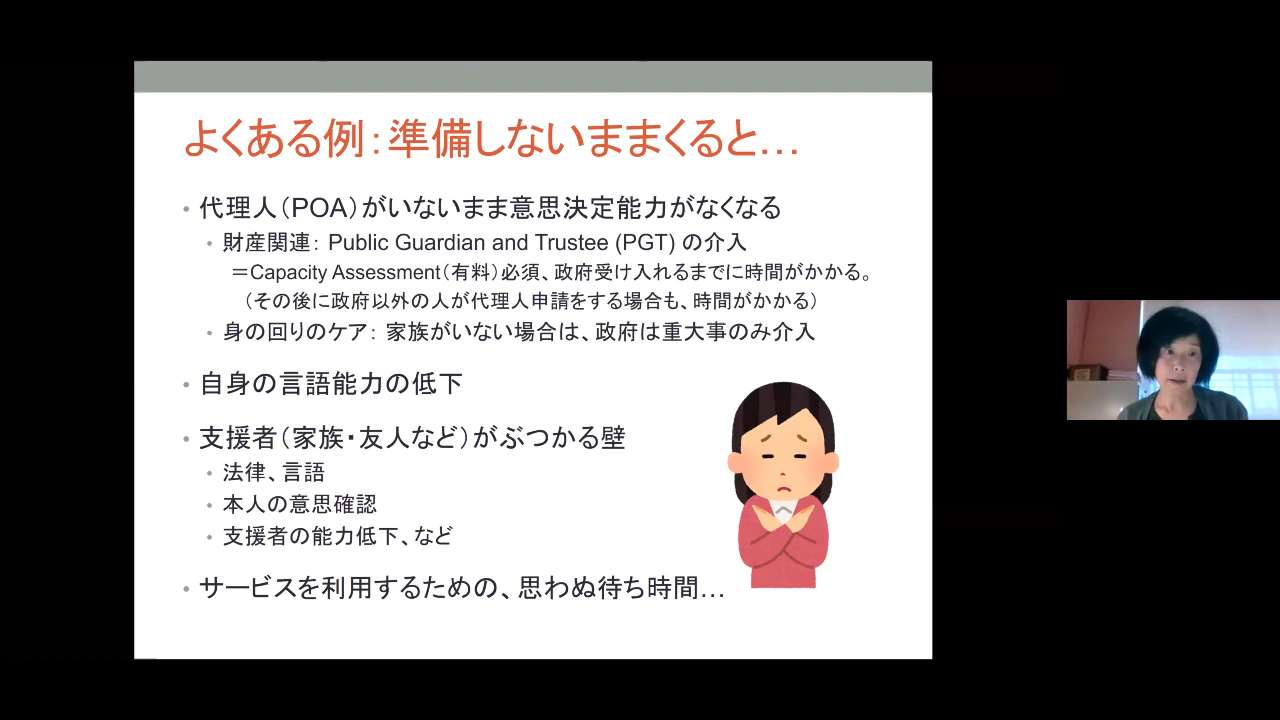 よくある例：準備しないままくると…
• 代理人（POA）がいないまま意思決定能力がなくなる
• 財産関連： Public Guardian and Trustee (PGT) の介入
＝Capacity Assessment（有料）必須、政府受け入れるまでに時間がかかる。
（その後に政府以外の人が代理人申請をする場合も、時間がかかる）
• 身の回りのケア： 家族がいない場合は、政府は重大事のみ介入
• 自身の言語能力の低下
• 支援者（家族・友人など）がぶつかる壁
• 法律、言語
• 本人の意思確認
• 支援者の能力低下、など
• サービスを利用するための、思わぬ待ち時間…